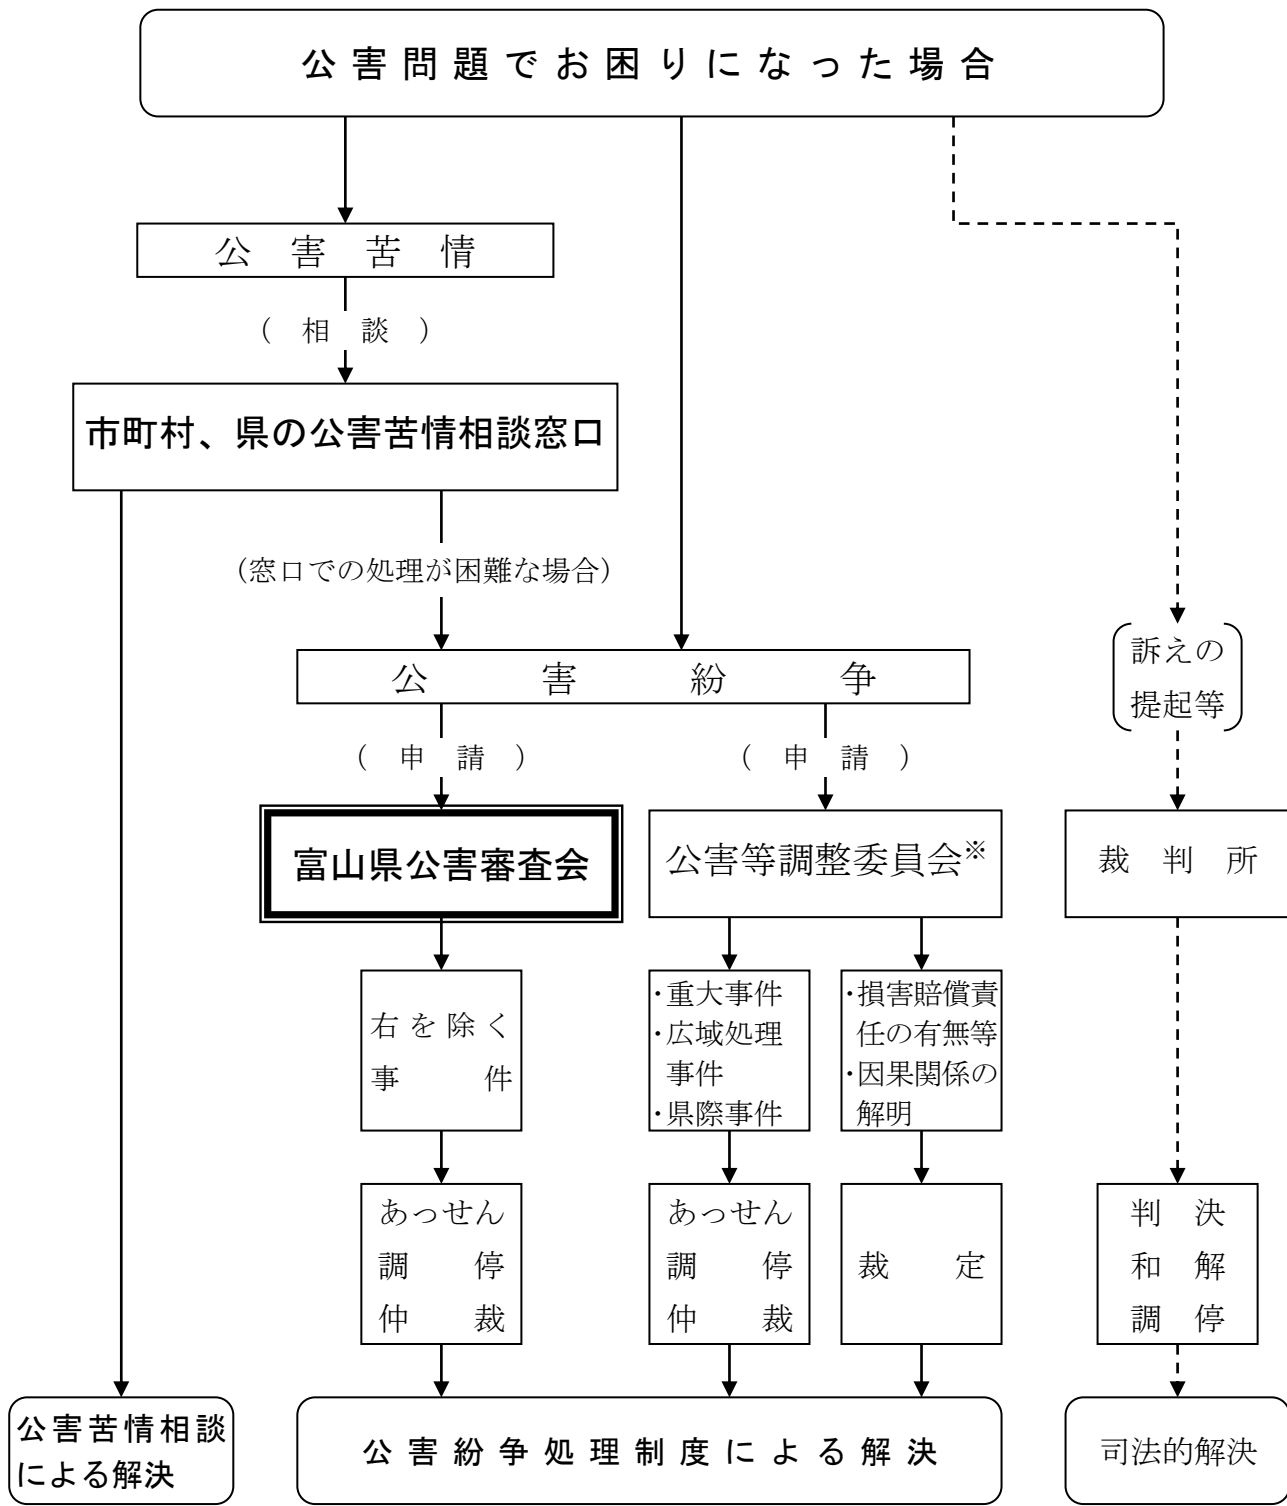 公害問題でお困りになった場合
公害苦情
（相談）
市町村、県の公害苦情相談窓口
（窓口での処理が困難な場合）
公害紛争
（申請）
（申請）
訴えの
提起等
富山県公害審査会
公害等調整委員会※
裁判所
右を除く
事件
・重大事件
・広域処理
事件
・県際事件
・損害賠償責
任の有無等
・因果関係の
解明
あっせん
調停
仲裁
あっせん
調停
仲裁
裁定
判決
和解
調停
公害苦情相談
による解決
公害紛争処理制度による解決
司法的解決